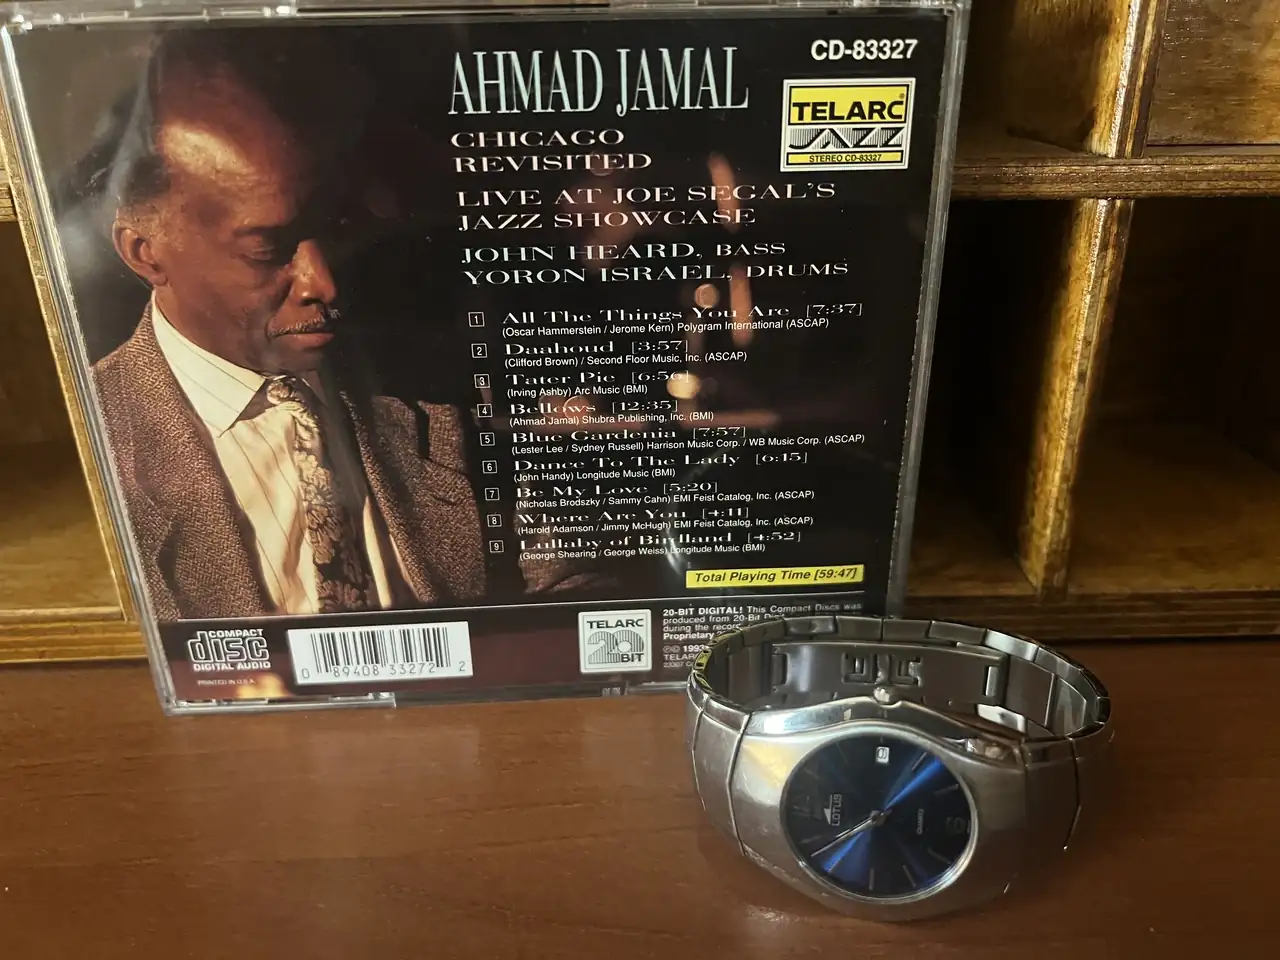 AHMAD JAMAL
CD-83327
TELARC
JAZZ
STEREO CD-83327
CHICAGO
REVISITED
LIVE AT JOE SEGAL'S
JAZZ SHOWCASE
JOHN HEARD, BASS
YORON ISRAEL, DRUMS
1 All The Things You Are [7:37]
(Oscar Hammerstein / Jerome Kern) Polygram International (ASCAP)
2 Daahoud [3:57]
(Clifford Brown) / Second Floor Music, Inc. (ASCAP)
3 Tater Pie [6:56]
(Irving Ashby) Arc Music (BMI)
4 Bellows [12:35]
(Ahmad Jamal) Shubra Publishing, Inc. (BMI)
5 Blue Gardenia [7:57]
(Lester Lee / Sydney Russell) Harrison Music Corp. / WB Music Corp. (ASCAP)
6 Dance To The Lady [6:15]
(John Handy) Longitude Music (BMI)
7 Be My Love [5:20]
(Nicholas Brodszky / Sammy Cahn) EMI Feist Catalog, Inc. (ASCAP)
8 Where Are You [4:11]
(Harold Adamson / Jimmy McHugh) EMI Feist Catalog, Inc. (ASCAP)
9 Lullaby of Birdland [4:52]
(George Shearing / George Weiss) Longitude Music (BMI)
Total Playing Time [59:47]
COMPACT
disc
DIGITAL AUDIO
PRINTED IN U.S.A.
0 89408 33272 2
TELARC
20
BIT
20-BIT DIGITAL! This Compact Discs was
produced from 20-Bit
during the
Proprietary
TELARC
LOTUS
QUARTZ
6